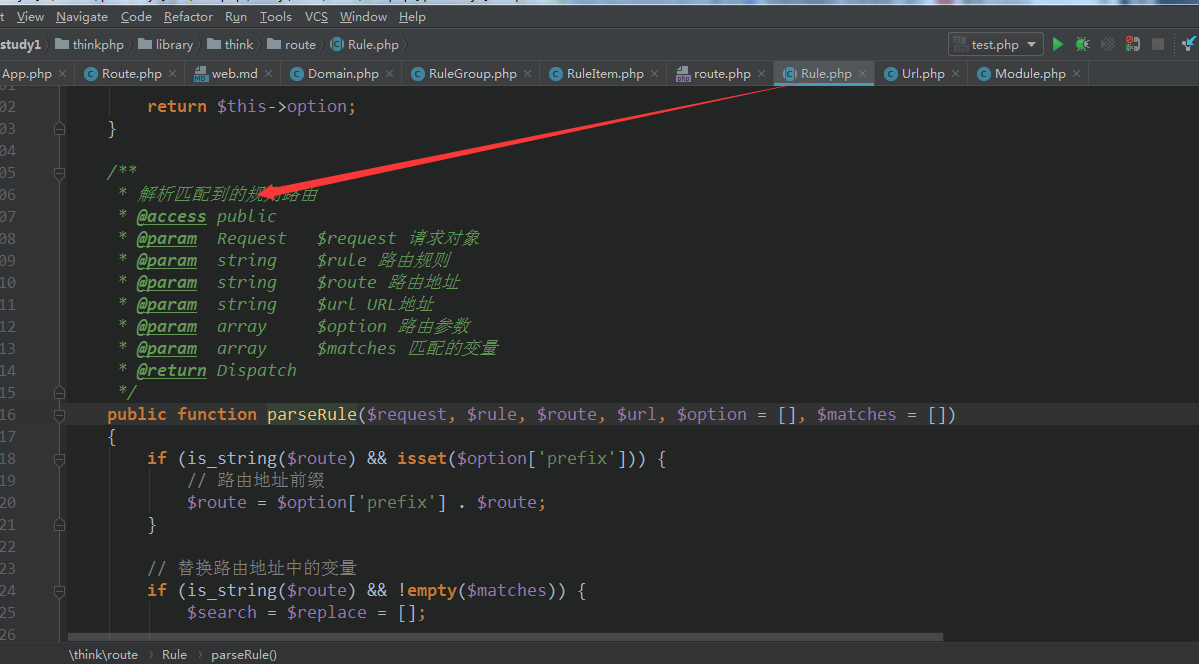 t View Navigate Code Refactor Run Tools VCS Window Help
study1 thinkphp library think route Rule.php test.php
App.php Route.php web.md Domain.php RuleGroup.php RuleItem.php route.php Rule.php Url.php Module.php
02 return $this->option;
03 }
04
05 /**
06 * 解析匹配到的规则路由
07 * @access public
08 * @param Request $request 请求对象
09 * @param string $rule 路由规则
10 * @param string $route 路由地址
11 * @param string $url URL地址
12 * @param array $option 路由参数
13 * @param array $matches 匹配的变量
14 * @return Dispatch
15 */
16 public function parseRule($request, $rule, $route, $url, $option = [], $matches = [])
17 {
18 if (is_string($route) && isset($option['prefix'])) {
19 // 路由地址前缀
20 $route = $option['prefix'] . $route;
21 }
22
23 // 替换路由地址中的变量
24 if (is_string($route) && !empty($matches)) {
25 $search = $replace = [];
26
\think\route Rule parseRule()